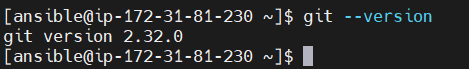 [ansible@ip-172-31-81-230 ~]$ git --version
git version 2.32.0
[ansible@ip-172-31-81-230 ~]$